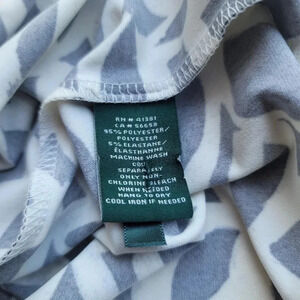 RN # 41381
CA # 56658
95% POLYESTER/
POLYESTER
5% ELASTANE/
ÉLASTHANNE
MACHINE WASH
COLD
SEPARATELY
ONLY NON-
CHLORINE BLEACH
WHEN NEEDED
HANG TO DRY
COOL IRON IF NEEDED